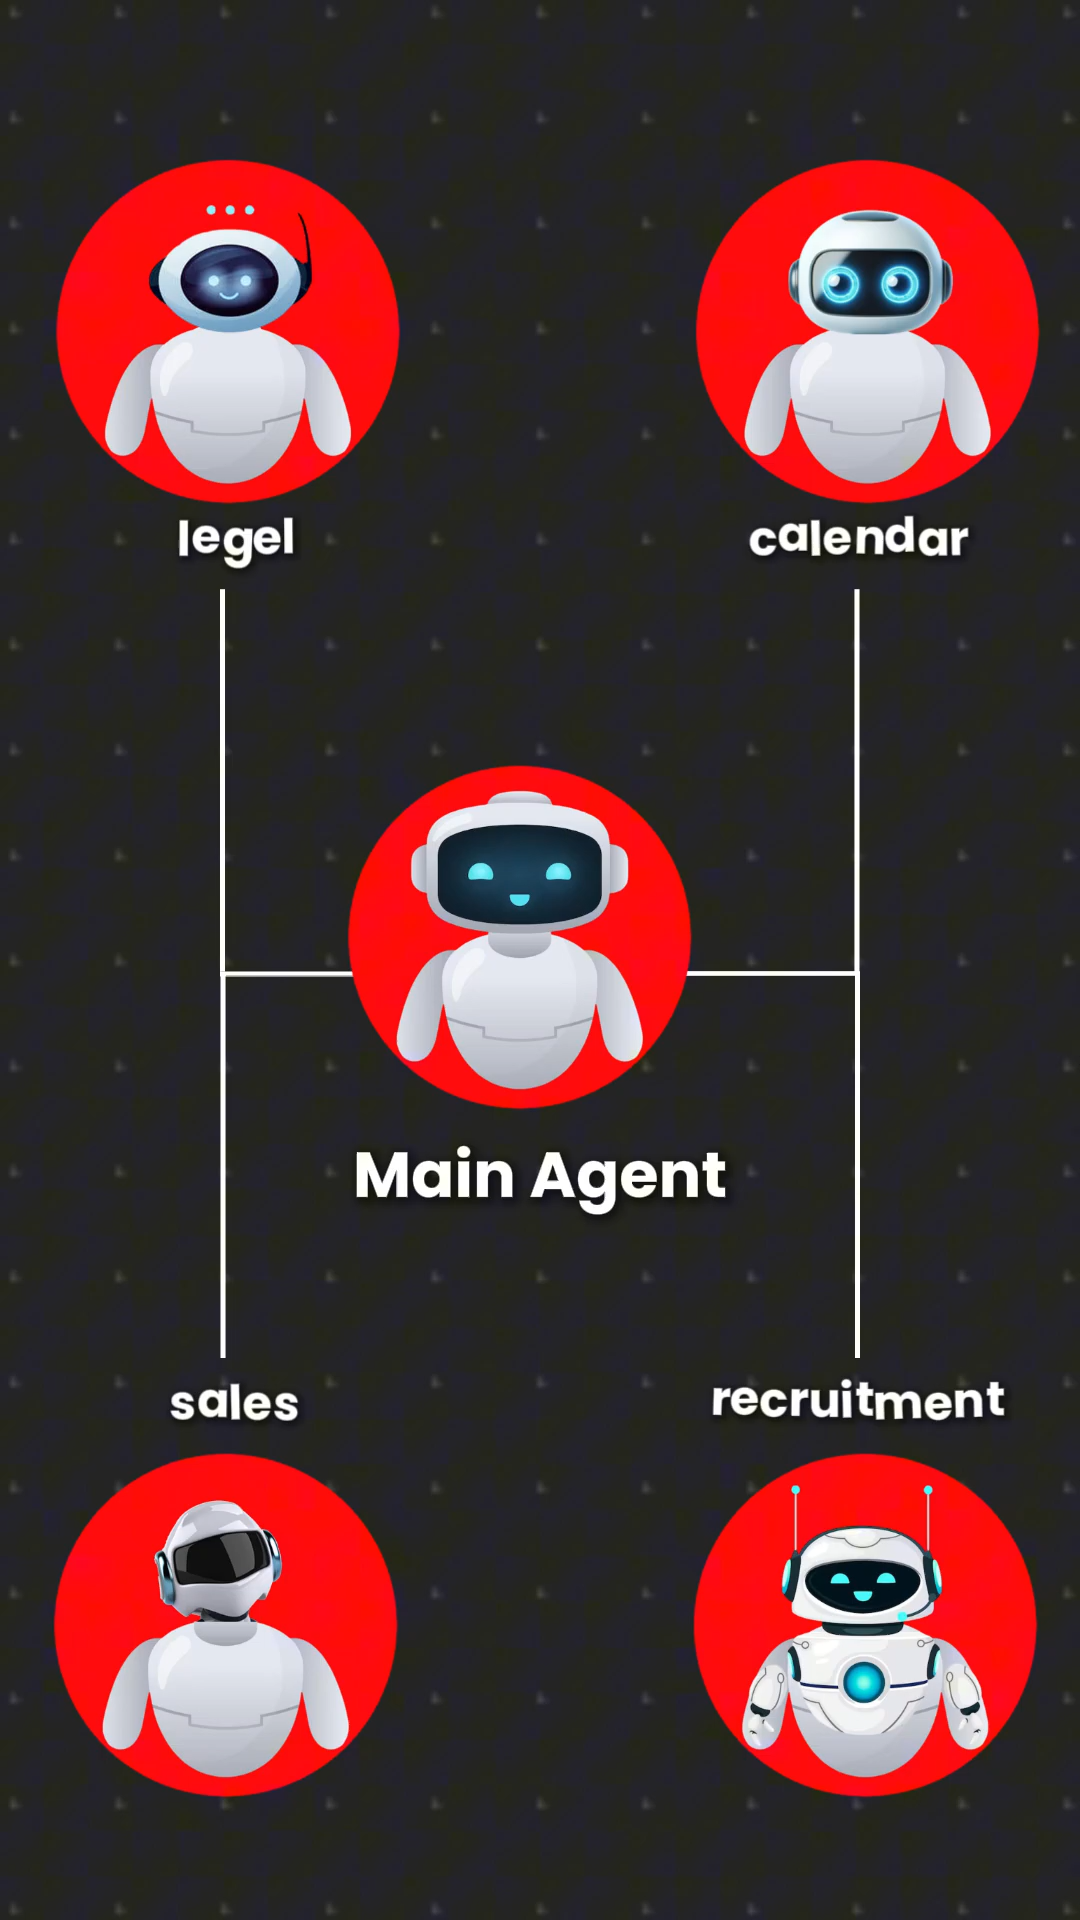 legel
calendar
Main Agent
sales
recruitment